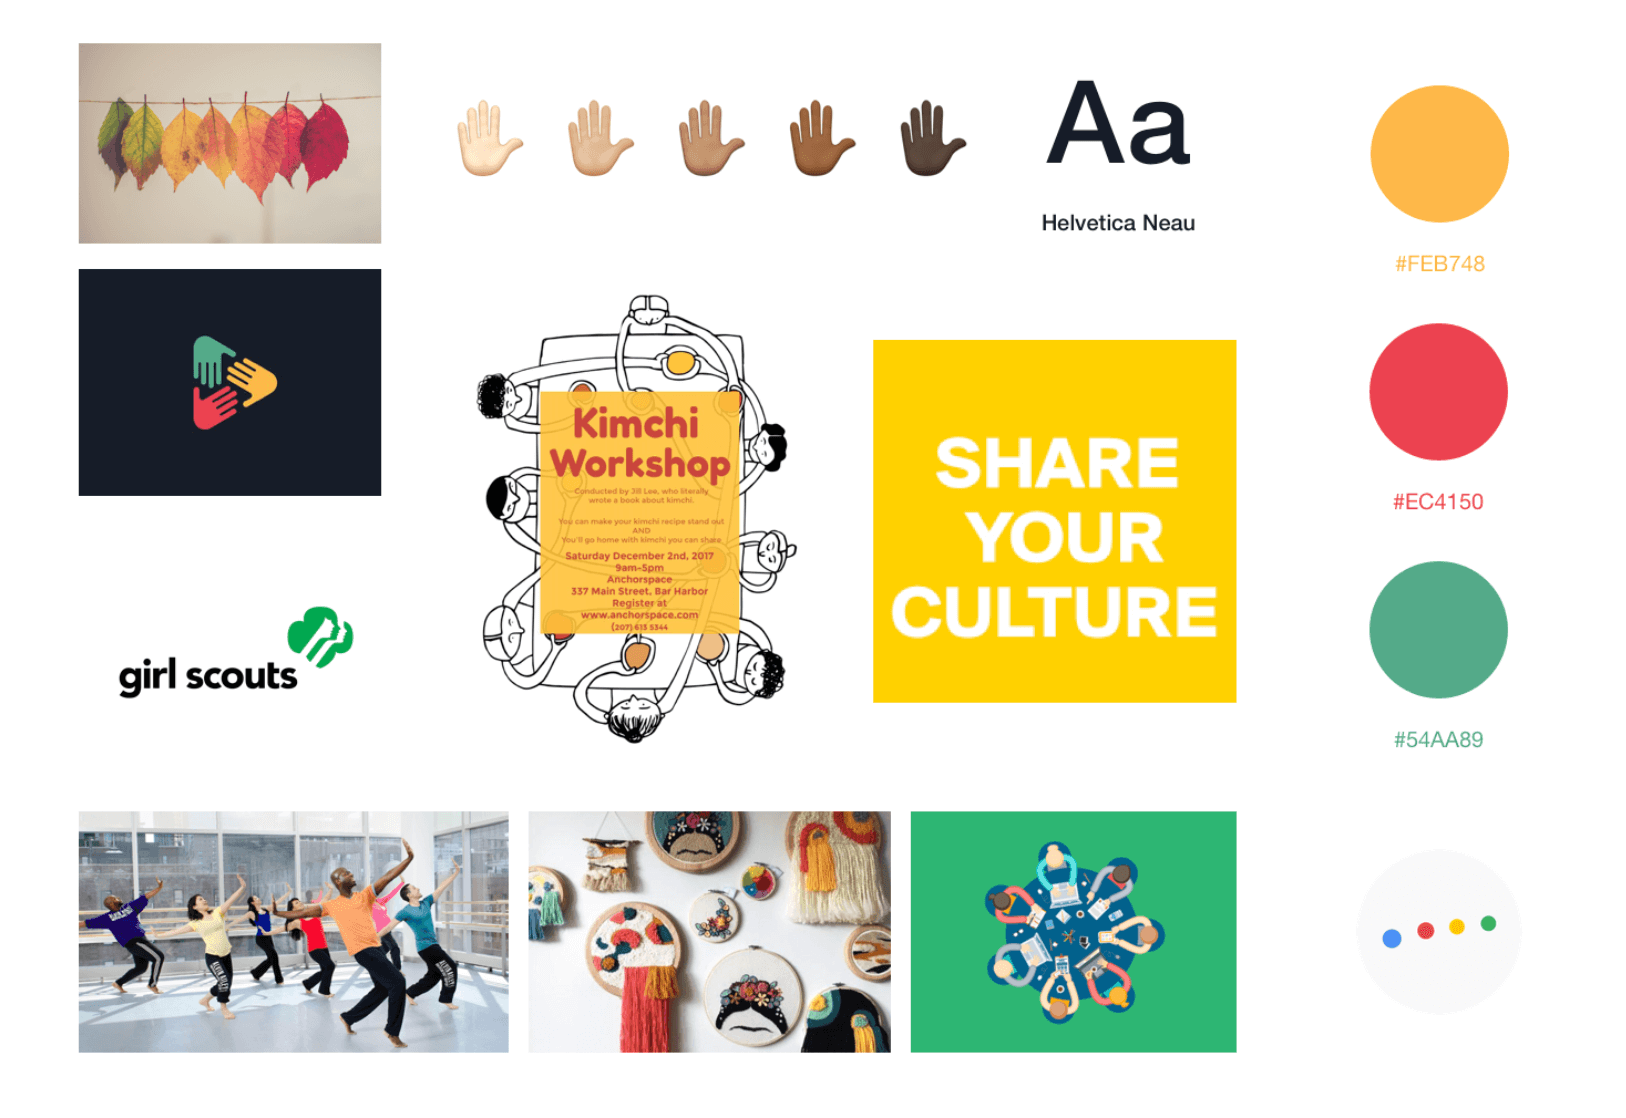 Aa
Helvetica Neau
#FEB748
Kimchi
Workshop
Conducted by Jill Lee, who literally
wrote a book about kimchi.
You can make your kimchi recipe stand out
AND
You'll go home with kimchi you can share
Saturday December 2nd, 2017
9am-5pm
Anchorspace
337 Main Street, Bar Harbor
Register at
www.anchorspace.com
(207) 613 5344
SHARE
YOUR
CULTURE
#EC4150
girl scouts
#54AA89